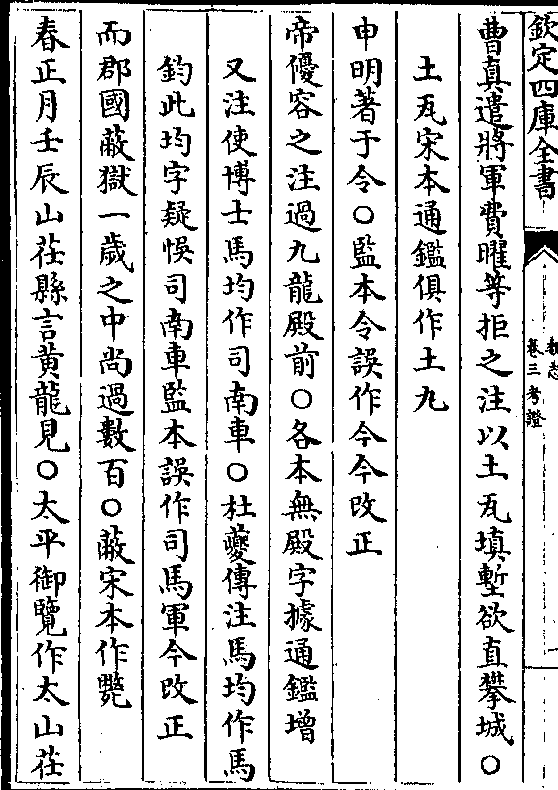 欽定四庫全書
魏志
卷三考證
曹真遣將軍費曜等拒之注以土瓦填塹欲直攀城○
土瓦宋本通鑑俱作土丸
申明著于令○監本令誤作今今改正
帝優容之注過九龍殿前○各本無殿字據通鑑增
又注使博士馬均作司南車○杜夔傳注馬均作馬
鈞此均字疑悞司南車監本誤作司馬軍今改正
而郡國蔽獄一歲之中尚過數百○蔽宋本作斃
春正月壬辰山茌縣言黄龍見○太平御覽作太山茌